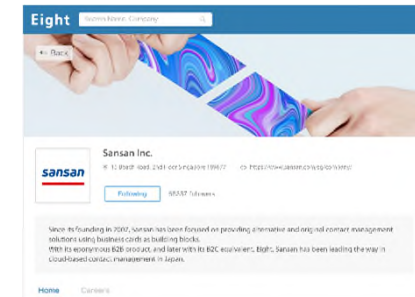 Eight
Search Name, Company
Back
Sansan Inc.
sansan
Following
followers
Since its founding in 2007, Sansan has been focused on providing alternative and original contact management
solutions using business cards as building blocks.
With its eponymous B2B product, and later with its B2C equivalent, Eight, Sansan has been leading the way in
cloud-based contact management in Japan.
Home Careers